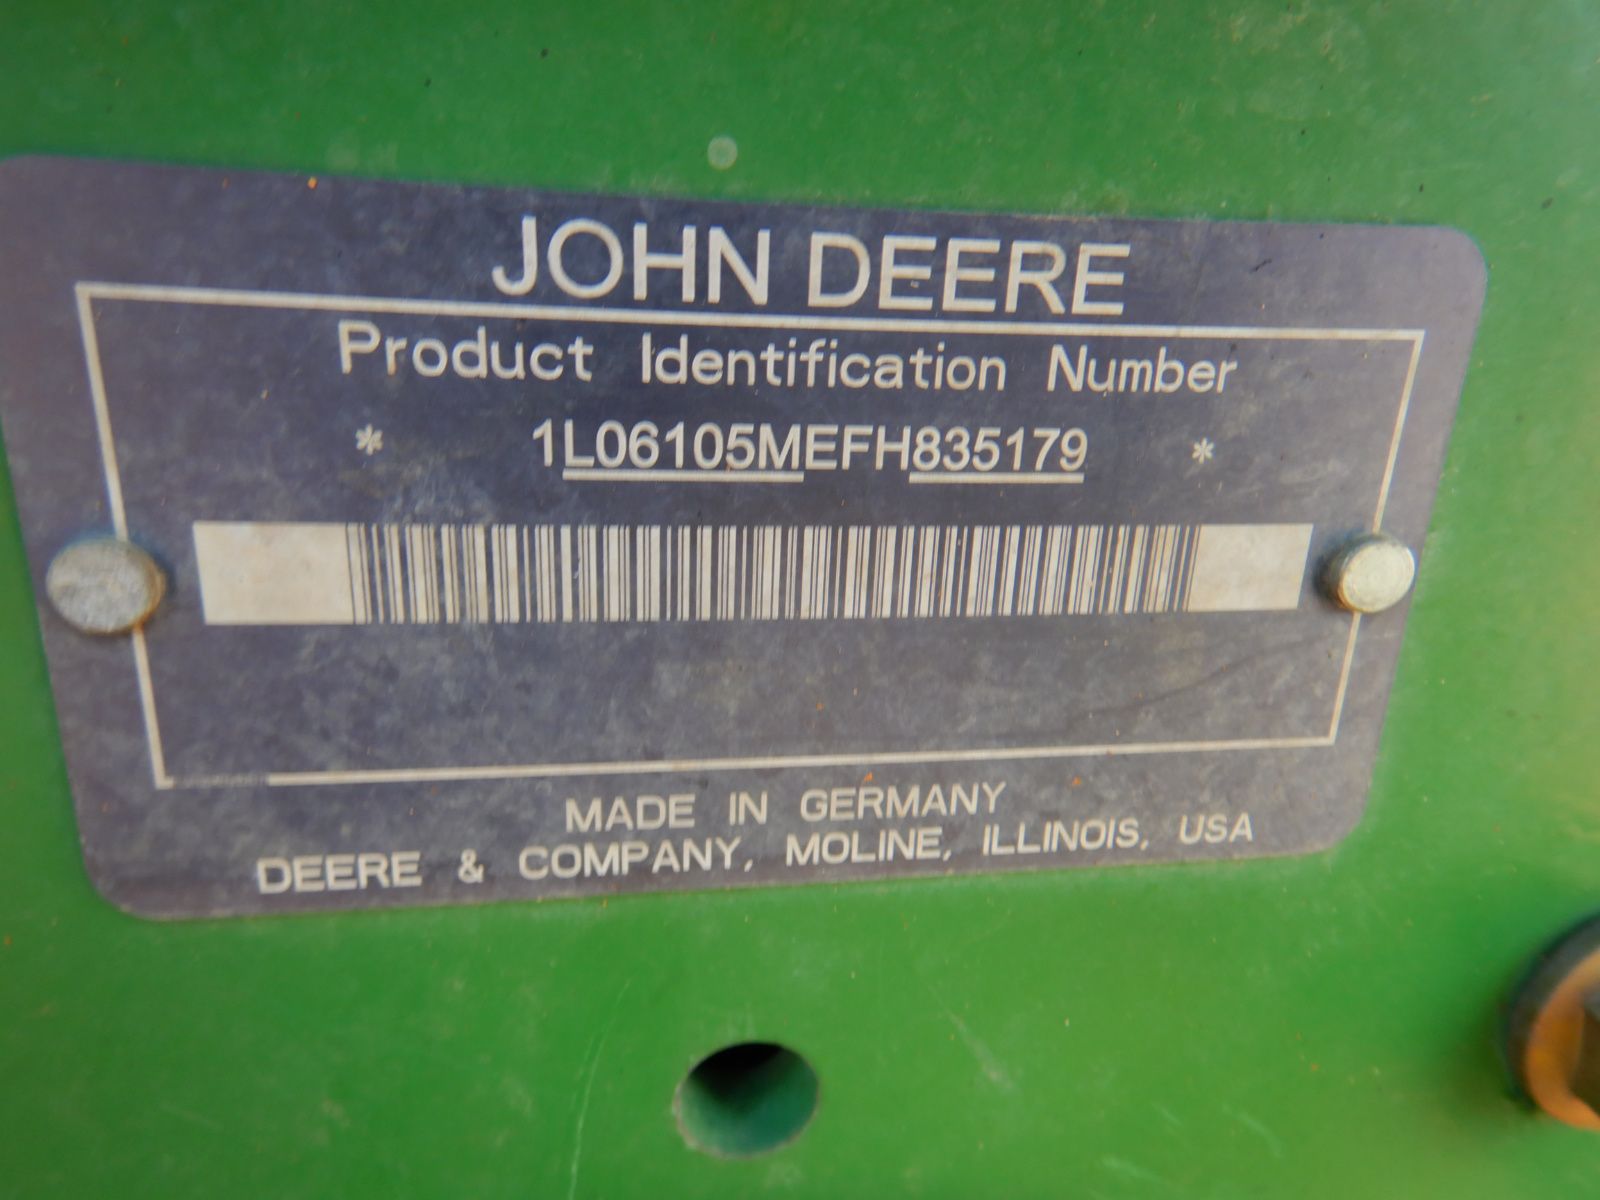 JOHN DEERE
Product Identification Number
* 1L06105MEFH835179 *
MADE IN GERMANY
DEERE & COMPANY, MOLINE, ILLINOIS, USA